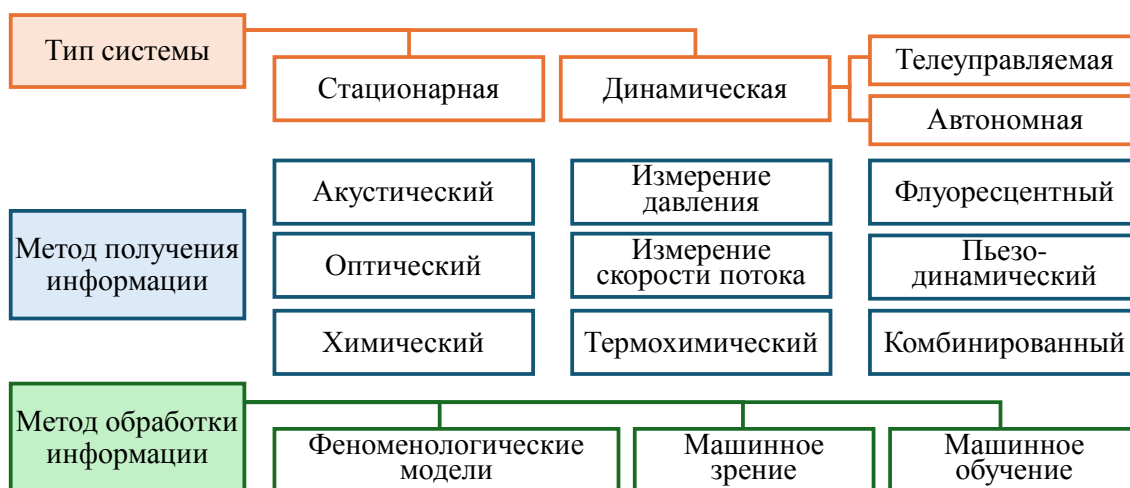 Тип системы
Стационарная
Динамическая
Телеуправляемая
Автономная
Метод получения
информации
Акустический
Измерение
давления
Флуоресцентный
Оптический
Измерение
скорости потока
Пьезо-
динамический
Химический
Термохимический
Комбинированный
Метод обработки
информации
Феноменологические
модели
Машинное
зрение
Машинное
обучение